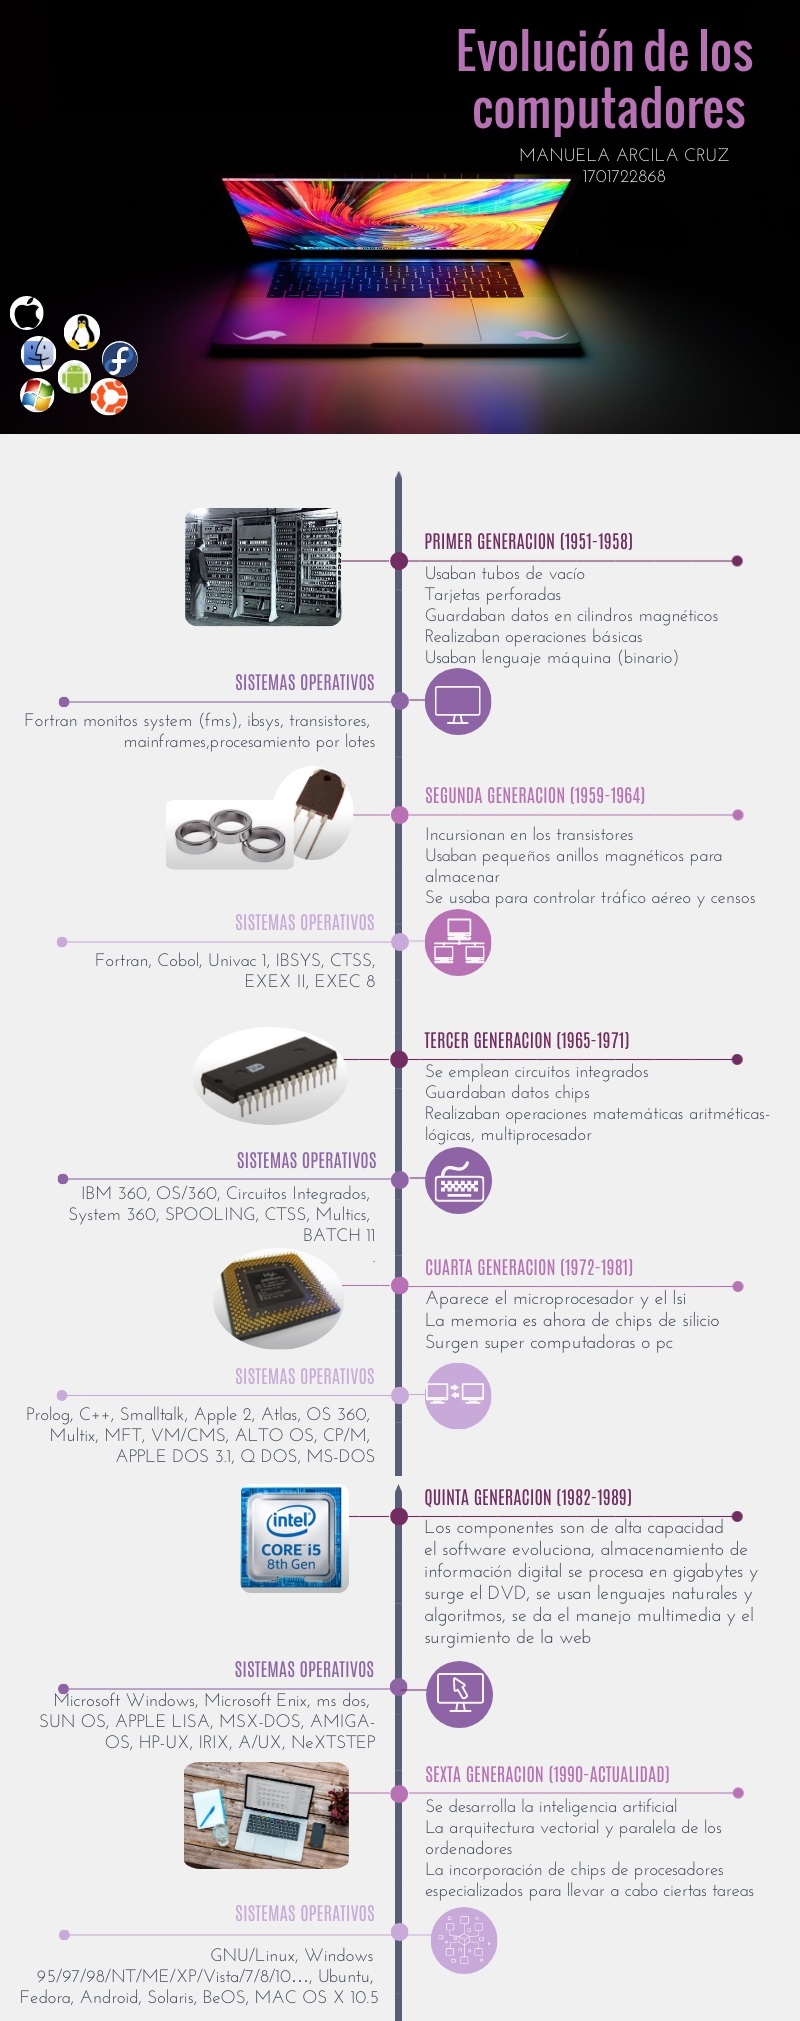 Evolución de los
computadores
MANUELA ARCILA CRUZ
1701722868
PRIMER GENERACION (1951-1958)
Usaban tubos de vacío
Tarjetas perforadas
Guardaban datos en cilindros magnéticos
Realizaban operaciones básicas
Usaban lenguaje máquina (binario)
SISTEMAS OPERATIVOS
Fortran monitos system (fms), ibsys, transistores,
mainframes,procesamiento por lotes
SEGUNDA GENERACION (1959-1964)
Incursionan en los transistores
Usaban pequeños anillos magnéticos para
almacenar
Se usaba para controlar tráfico aéreo y censos
SISTEMAS OPERATIVOS
Fortran, Cobol, Univac 1, IBSYS, CTSS,
EXEX II, EXEC 8
TERCER GENERACION (1965-1971)
Se emplean circuitos integrados
Guardaban datos chips
Realizaban operaciones matemáticas aritméticas-
lógicas, multiprocesador
SISTEMAS OPERATIVOS
IBM 360, OS/360, Circuitos Integrados,
System 360, SPOOLING, CTSS, Multics,
BATCH 11
.
CUARTA GENERACION (1972-1981)
Aparece el microprocesador y el lsi
La memoria es ahora de chips de silicio
Surgen super computadoras o pc
SISTEMAS OPERATIVOS
Prolog, C++, Smalltalk, Apple 2, Atlas, OS 360,
Multix, MFT, VM/CMS, ALTO OS, CP/M,
APPLE DOS 3.1, Q DOS, MS-DOS
intel
CORE i5
8th Gen
QUINTA GENERACION (1982-1989)
Los componentes son de alta capacidad
el software evoluciona, almacenamiento de
información digital se procesa en gigabytes y
surge el DVD, se usan lenguajes naturales y
algoritmos, se da el manejo multimedia y el
surgimiento de la web
SISTEMAS OPERATIVOS
Microsoft Windows, Microsoft Enix, ms dos,
SUN OS, APPLE LISA, MSX-DOS, AMIGA-
OS, HP-UX, IRIX, A/UX, NeXTSTEP
SEXTA GENERACION (1990-ACTUALIDAD)
Se desarrolla la inteligencia artificial
La arquitectura vectorial y paralela de los
ordenadores
La incorporación de chips de procesadores
especializados para llevar a cabo ciertas tareas
SISTEMAS OPERATIVOS
GNU/Linux, Windows
95/97/98/NT/ME/XP/Vista/7/8/10..., Ubuntu,
Fedora, Android, Solaris, BeOS, MAC OS X 10.5